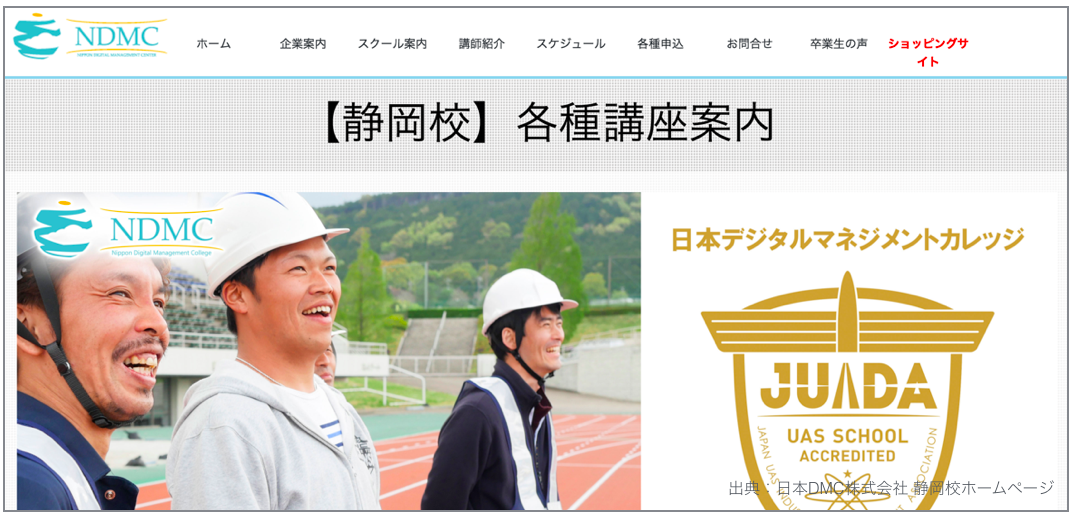 NDMC
NIPPON DIGITAL MANAGEMENT CENTER
ホーム
企業案内
スクール案内
講師紹介
スケジュール
各種申込
お問合せ
卒業生の声
ショッピングサ
イト
【静岡校】各種講座案内
NDMC
Nippon Digital Management College
日本デジタルマネジメントカレッジ
JUIDA
UAS SCHOOL
ACCREDITED
JAPAN UAS
ASSOCIATION
出典：日本DMC株式会社 静岡校ホームページ